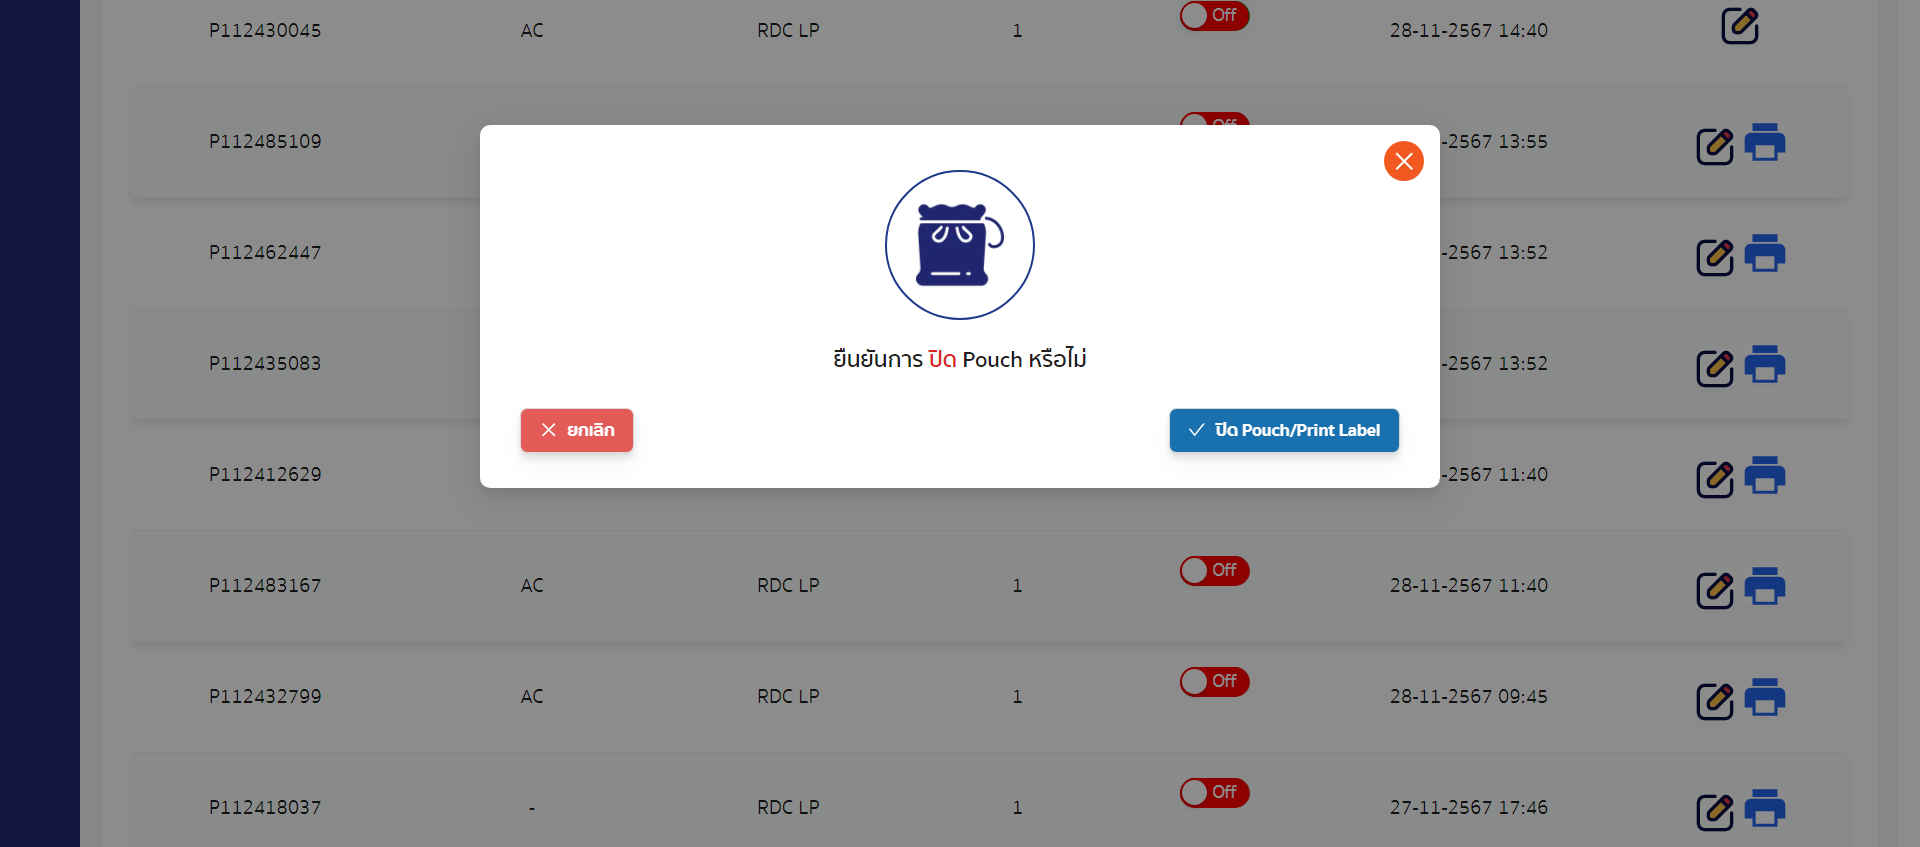 P112430045 AC RDC LP 1 Off 28-11-2567 14:40
P112485109 -2567 13:55
P112462447 -2567 13:52
ยืนยันการ ปิด Pouch หรือไม่
P112435083 -2567 13:52
ยกเลิก ปิด Pouch/Print Label
P112412629 -2567 11:40
P112483167 AC RDC LP 1 Off 28-11-2567 11:40
P112432799 AC RDC LP 1 Off 28-11-2567 09:45
P112418037 - RDC LP 1 Off 27-11-2567 17:46